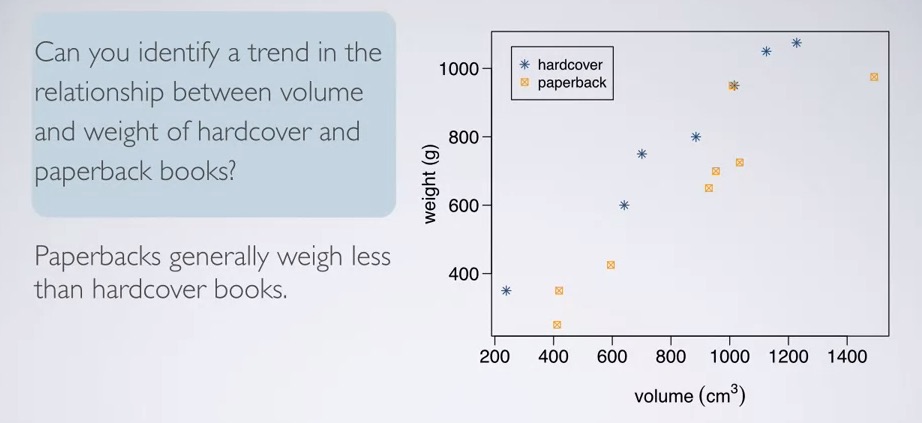 Can you identify a trend in the
relationship between volume
and weight of hardcover and
paperback books?
Paperbacks generally weigh less
than hardcover books.
hardcover
paperback
weight (g)
1000
800
600
400
200 400 600 800 1000 1200 1400
volume (cm³)